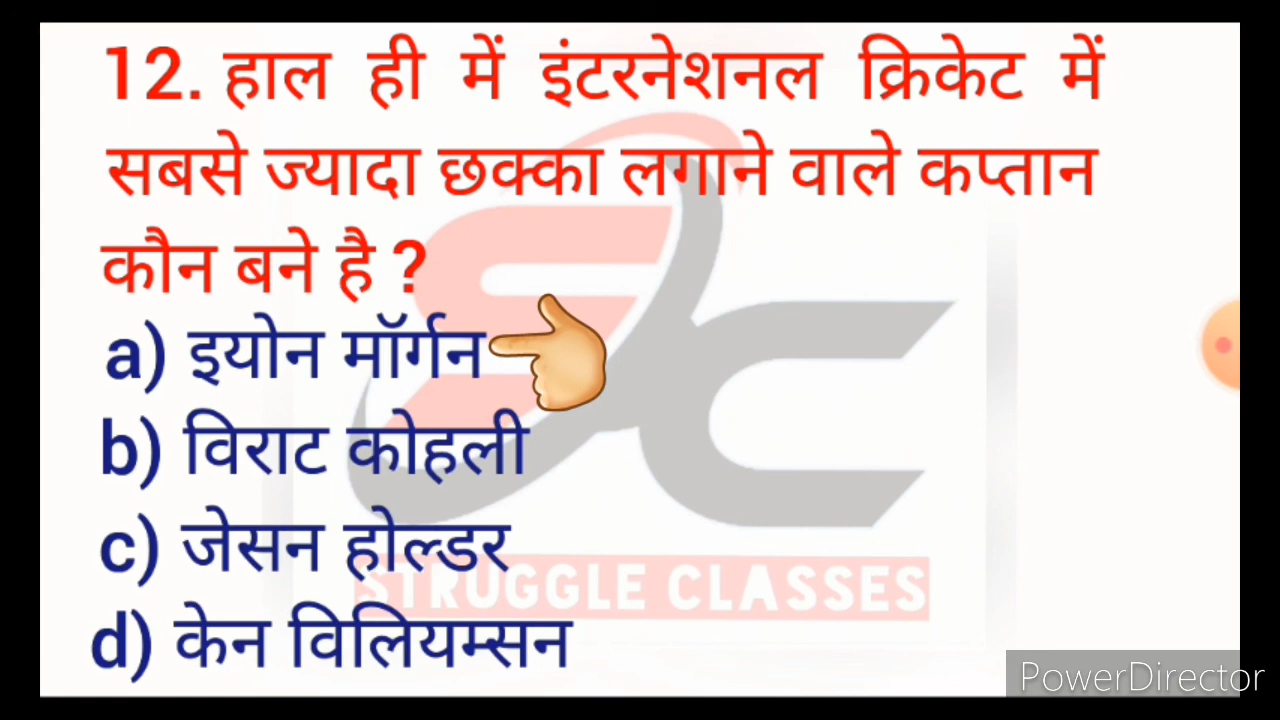 12. हाल ही में इंटरनेशनल क्रिकेट में
सबसे ज्यादा छक्का लगाने वाले कप्तान
कौन बने है ?
a) इयोन मॉर्गन
b) विराट कोहली
c) जेसन होल्डर
d) केन विलियम्सन
STRUGGLE CLASSES
PowerDirector